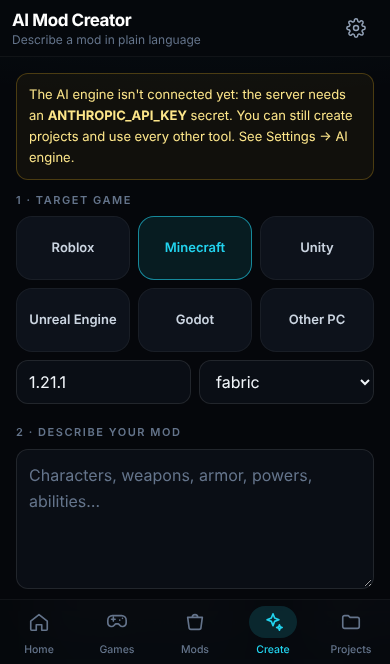 AI Mod Creator
Describe a mod in plain language
The AI engine isn't connected yet: the server needs
an ANTHROPIC_API_KEY secret. You can still create
projects and use every other tool. See Settings → AI
engine.
1 · TARGET GAME
Roblox
Minecraft
Unity
Unreal Engine
Godot
Other PC
1.21.1
fabric
2 · DESCRIBE YOUR MOD
Characters, weapons, armor, powers,
abilities...
Home
Games
Mods
Create
Projects